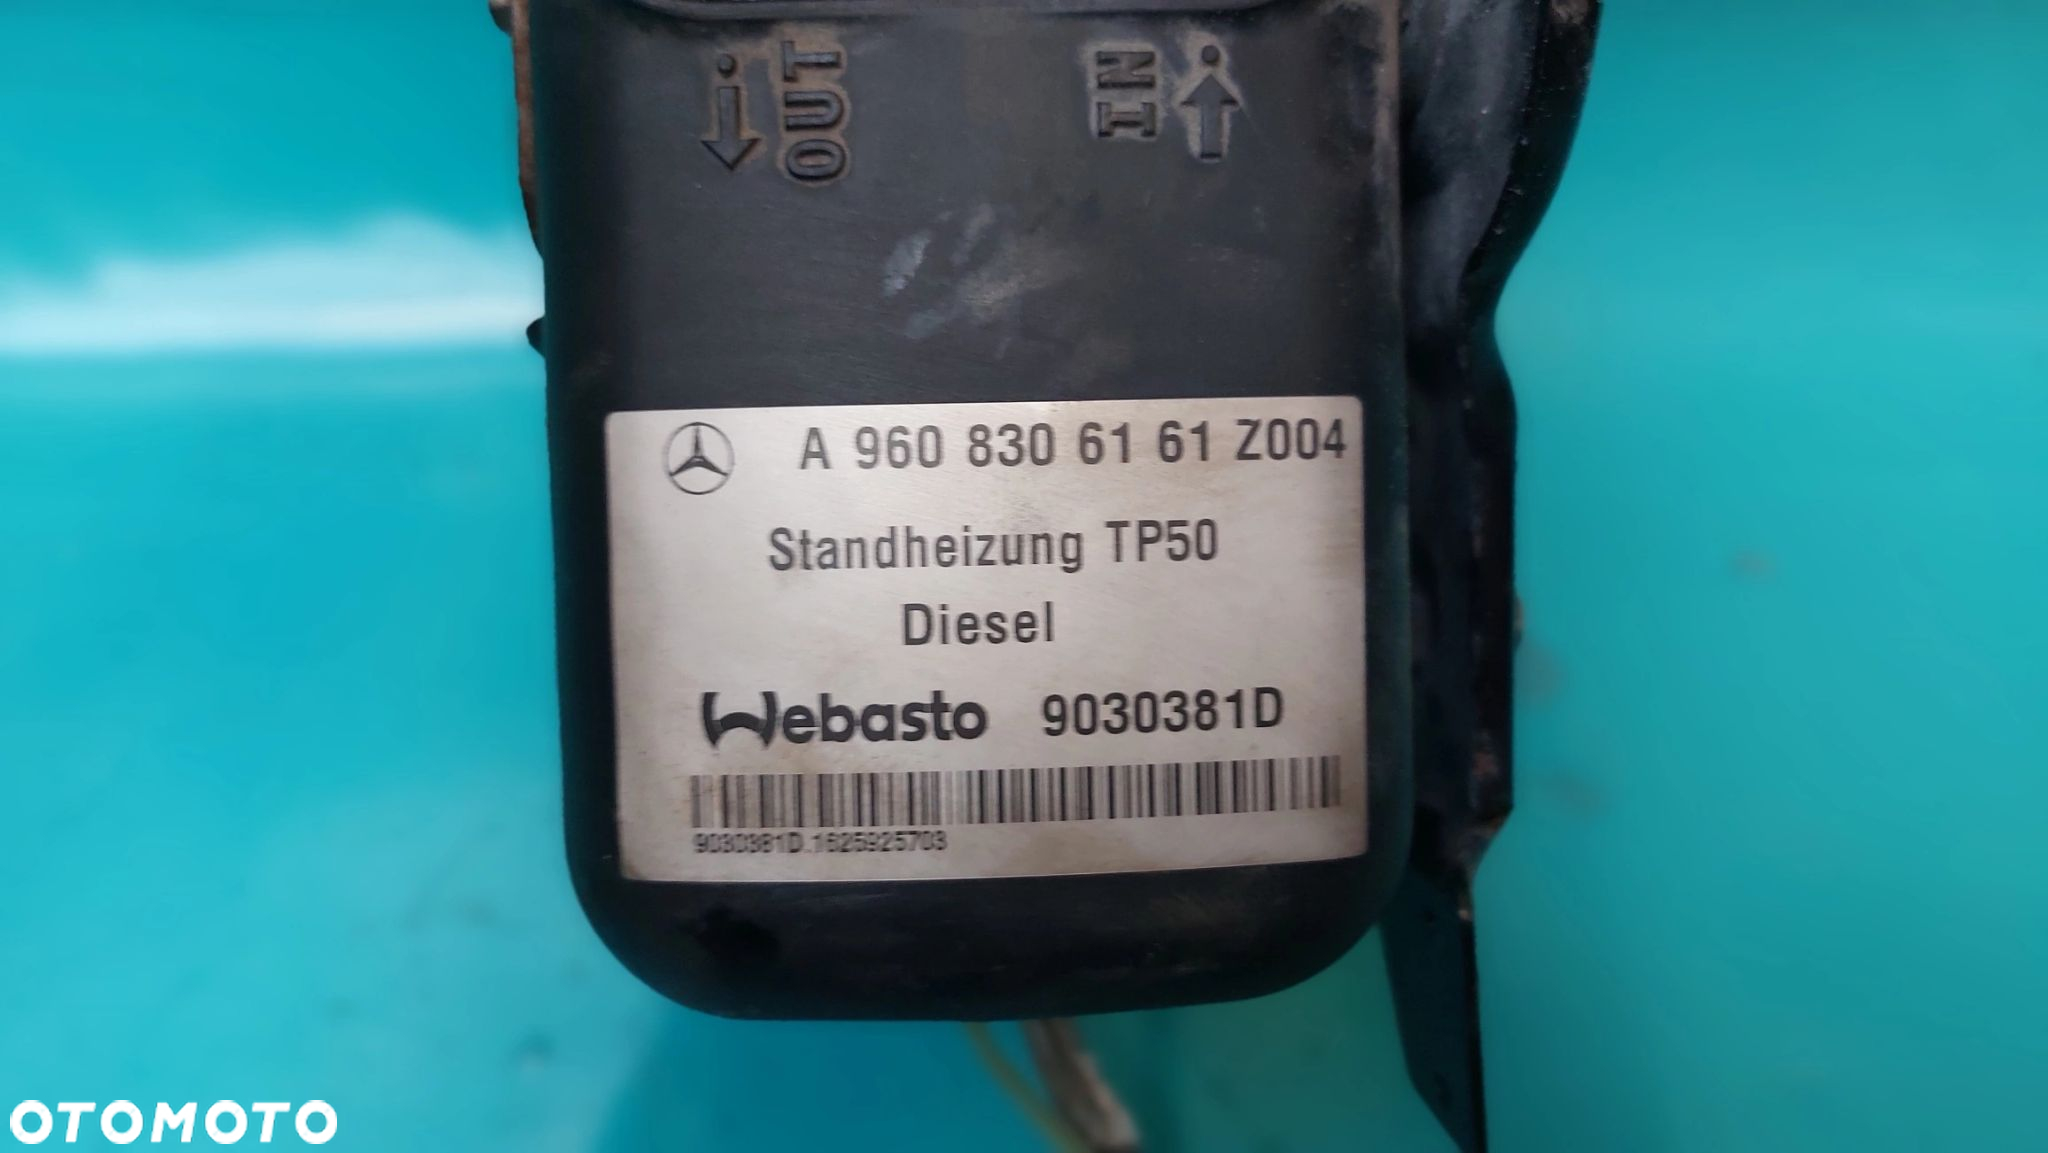 OUT
IN
A 960 830 61 61 Z004
Standheizung TP50
Diesel
Webasto 9030381D
9030381D.1625925703
OTOMOTO